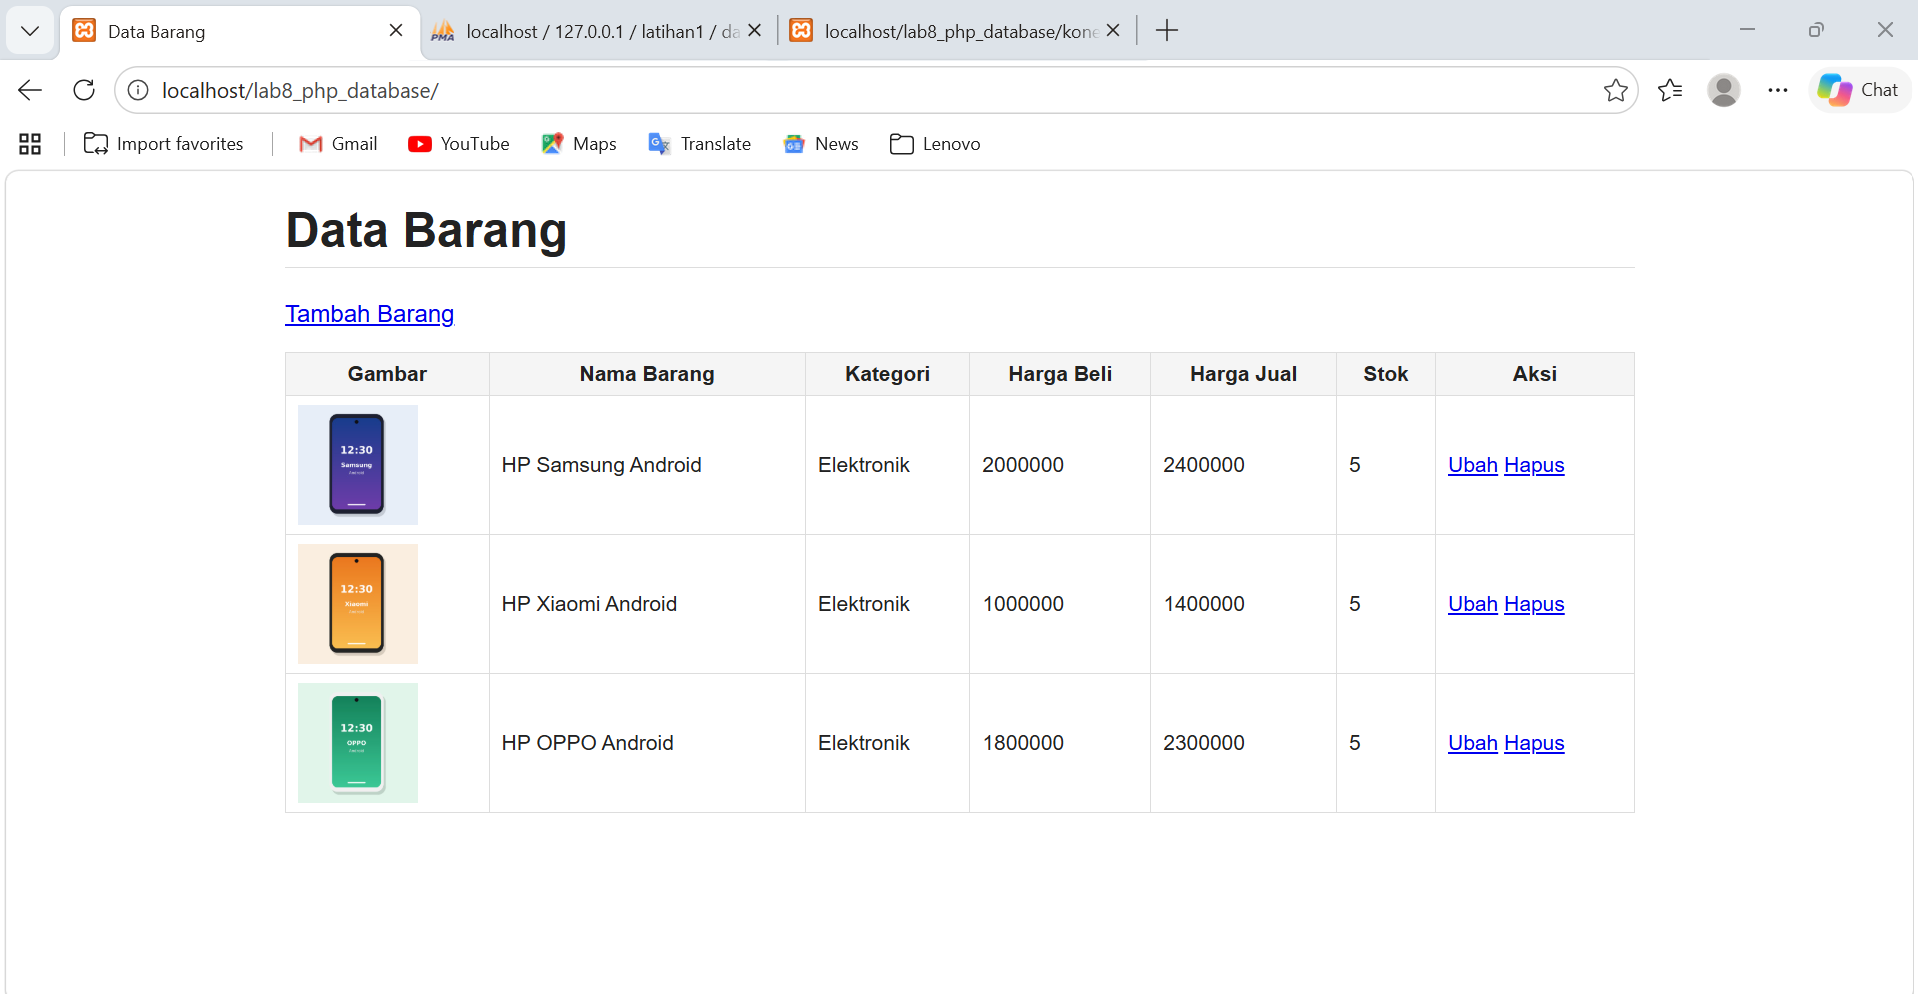 Data Barang
localhost / 127.0.0.1 / latihan1 / da
localhost/lab8_php_database/kone
localhost/lab8_php_database/
Chat
Import favorites
Gmail
YouTube
Maps
Translate
News
Lenovo
Data Barang
Tambah Barang
Gambar Nama Barang Kategori Harga Beli Harga Jual Stok Aksi
12:30
Samsung
Android
HP Samsung Android Elektronik 2000000 2400000 5 Ubah Hapus
12:30
Xiaomi
HP Xiaomi Android Elektronik 1000000 1400000 5 Ubah Hapus
12:30
OPPO
Android
HP OPPO Android Elektronik 1800000 2300000 5 Ubah Hapus